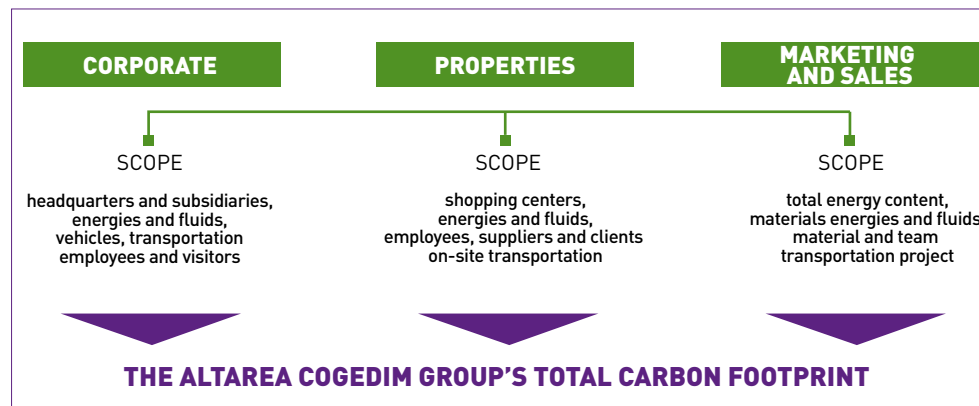 CORPORATE
PROPERTIES
MARKETING
AND SALES
SCOPE
headquarters and subsidiaries,
energies and fluids,
vehicles, transportation
employees and visitors
SCOPE
shopping centers,
energies and fluids,
employees, suppliers and clients
on-site transportation
SCOPE
total energy content,
materials energies and fluids
material and team
transportation project
THE ALTAREA COGEDIM GROUP'S TOTAL CARBON FOOTPRINT